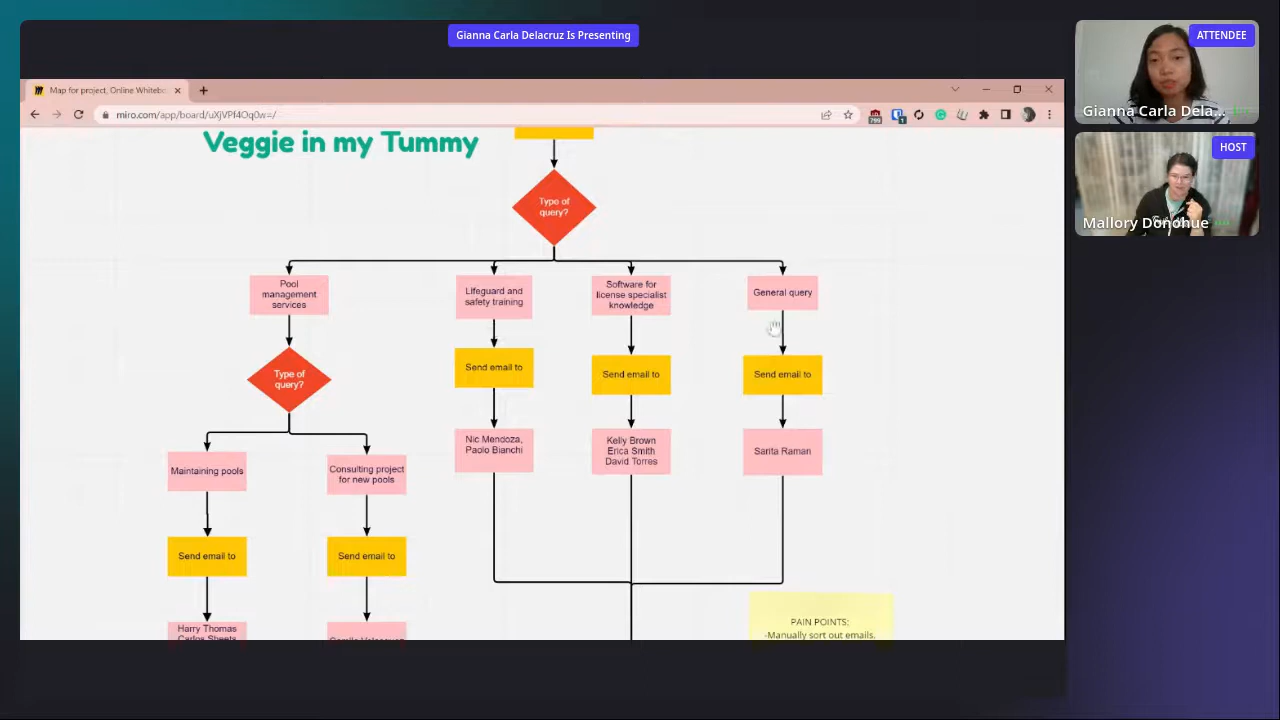 Gianna Carla Delacruz Is Presenting
ATTENDEE
Gianna Carla Dela...
HOST
Mallory Donohue
Map for project, Online Whitebo
miro.com/app/board/uXjVPf4Oq0w=/
Veggie in my Tummy
Type of
query?
Pool
management
services
Lifeguard and
safety training
Software for
license specialist
knowledge
General query
Type of
query?
Send email to
Send email to
Send email to
Nic Mendoza,
Paolo Bianchi
Kelly Brown
Erica Smith
David Torres
Sarita Raman
Maintaining pools
Consulting project
for new pools
Send email to
Send email to
Harry Thomas
Carlos Sheets
PAIN POINTS:
-Manually sort out emails.